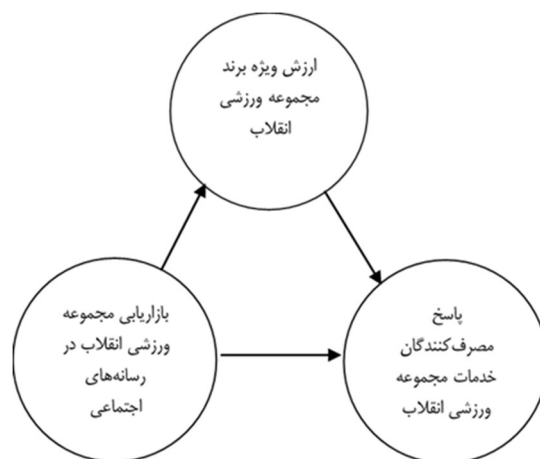 ارزش ویژه برند
مجموعه ورزشی
انقلاب
بازاریابی مجموعه
ورزشی انقلاب در
رسانه‌های
اجتماعی
پاسخ
مصرف‌کنندگان
خدمات مجموعه
ورزشی انقلاب